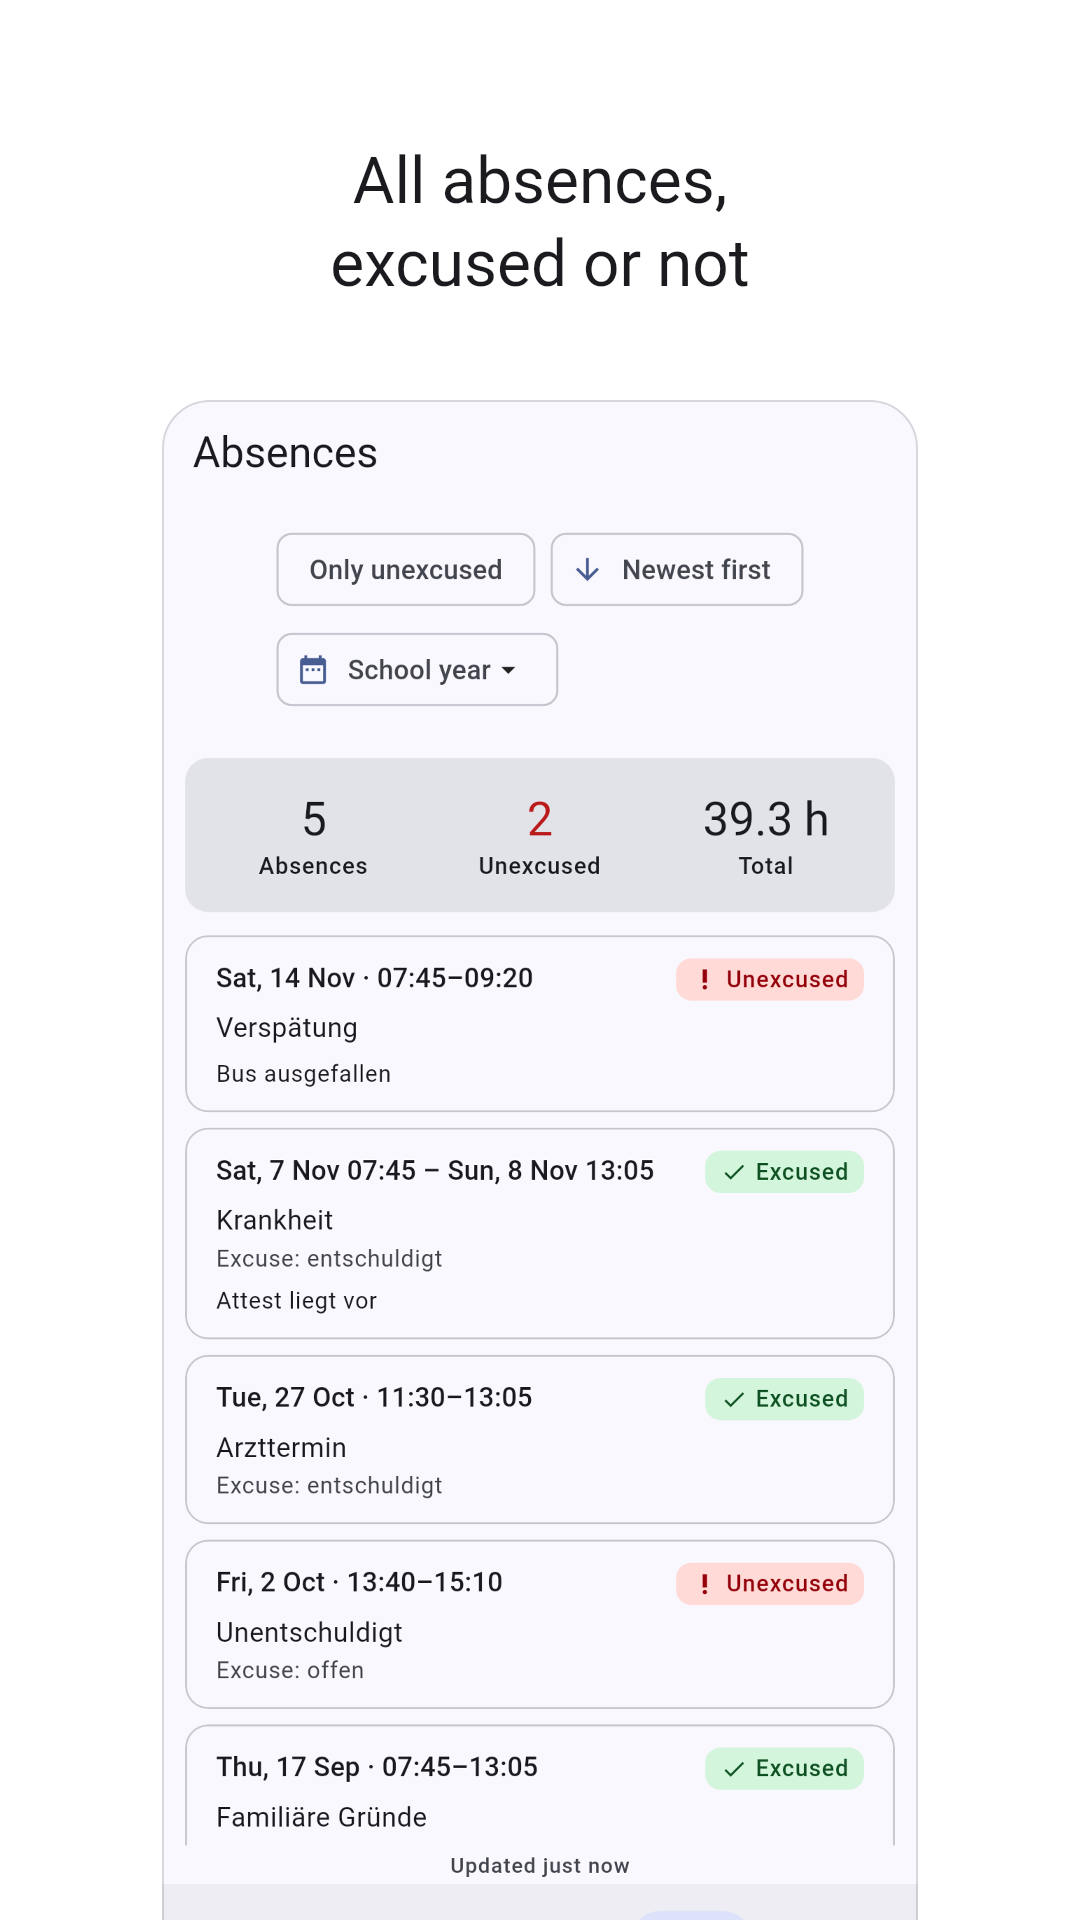 All absences,
excused or not
Absences
Only unexcused
Newest first
School year
5
Absences
2
Unexcused
39.3 h
Total
Sat, 14 Nov · 07:45–09:20
Unexcused
Verspätung
Bus ausgefallen
Sat, 7 Nov 07:45 – Sun, 8 Nov 13:05
Excused
Krankheit
Excuse: entschuldigt
Attest liegt vor
Tue, 27 Oct · 11:30–13:05
Excused
Arzttermin
Excuse: entschuldigt
Fri, 2 Oct · 13:40–15:10
Unexcused
Unentschuldigt
Excuse: offen
Thu, 17 Sep · 07:45–13:05
Excused
Familiäre Gründe
Updated just now